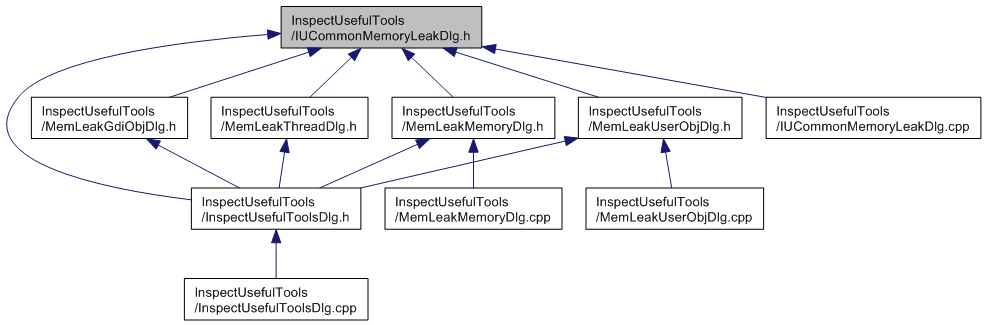 InspectUsefulTools
/IUCommonMemoryLeakDlg.h
InspectUsefulTools
/MemLeakGdiObjDlg.h
InspectUsefulTools
/MemLeakThreadDlg.h
InspectUsefulTools
/MemLeakMemoryDlg.h
InspectUsefulTools
/MemLeakUserObjDlg.h
InspectUsefulTools
/IUCommonMemoryLeakDlg.cpp
InspectUsefulTools
/InspectUsefulToolsDlg.h
InspectUsefulTools
/MemLeakMemoryDlg.cpp
InspectUsefulTools
/MemLeakUserObjDlg.cpp
InspectUsefulTools
/InspectUsefulToolsDlg.cpp